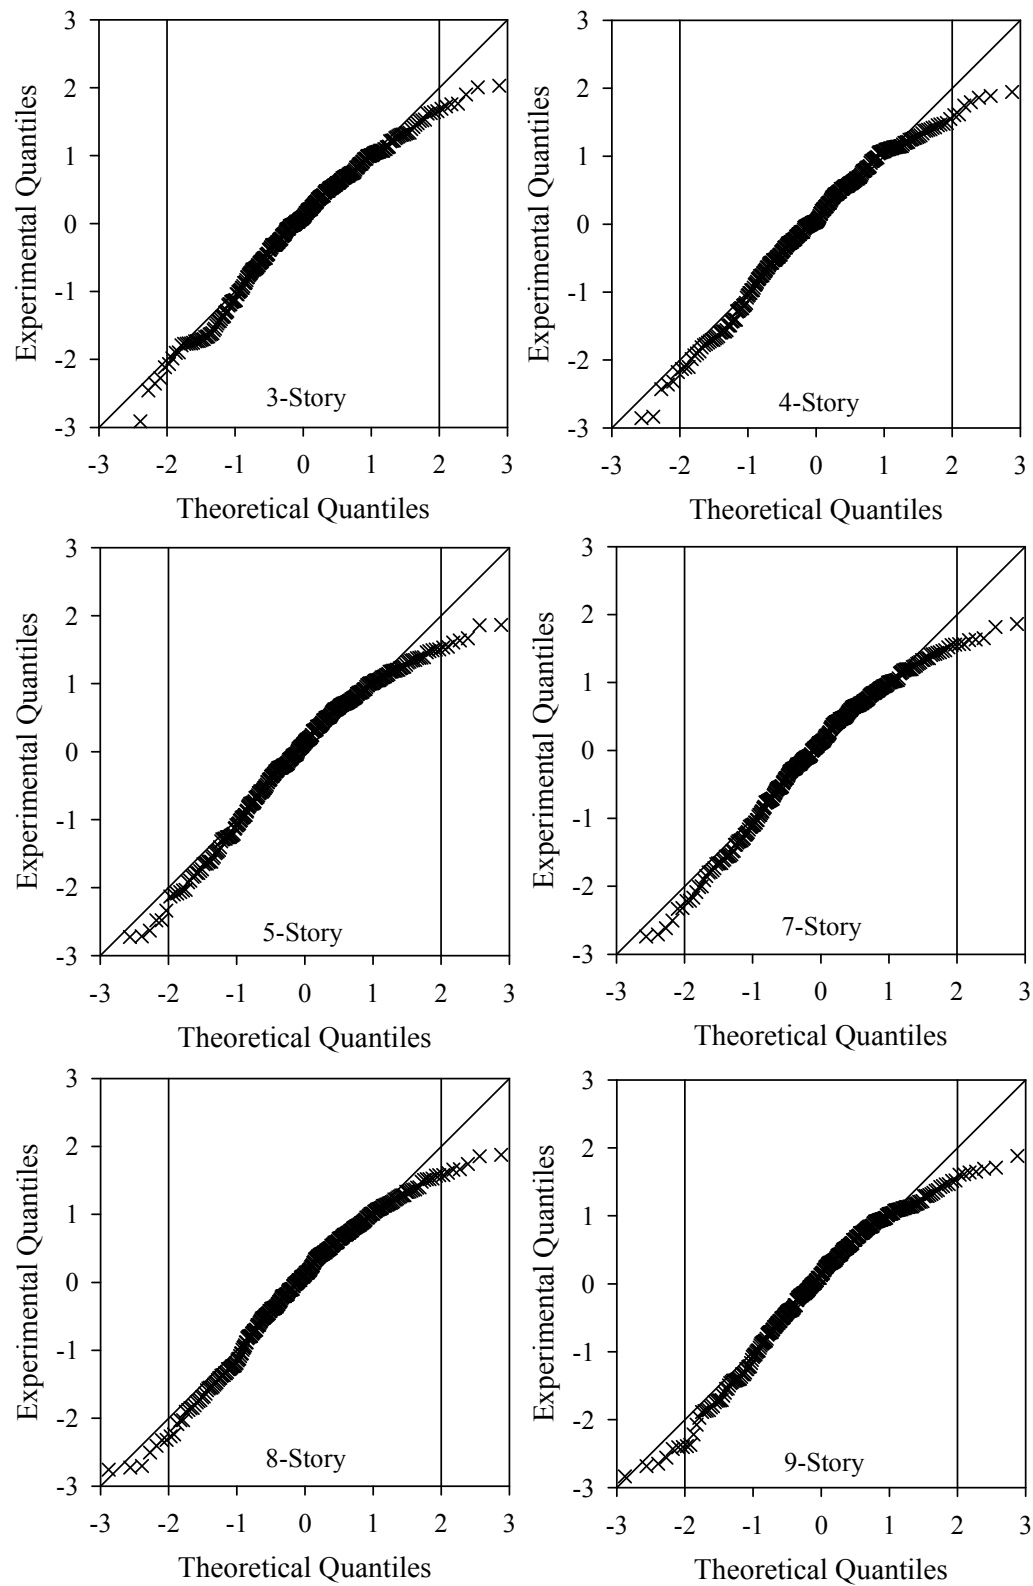 3
2
1
0
-1
-2
-3
Experimental Quantiles
3-Story
-3 -2 -1 0 1 2 3
Theoretical Quantiles
3
2
1
0
-1
-2
-3
Experimental Quantiles
4-Story
-3 -2 -1 0 1 2 3
Theoretical Quantiles
3
2
1
0
-1
-2
-3
Experimental Quantiles
5-Story
-3 -2 -1 0 1 2 3
Theoretical Quantiles
3
2
1
0
-1
-2
-3
Experimental Quantiles
7-Story
-3 -2 -1 0 1 2 3
Theoretical Quantiles
3
2
1
0
-1
-2
-3
Experimental Quantiles
8-Story
-3 -2 -1 0 1 2 3
Theoretical Quantiles
3
2
1
0
-1
-2
-3
Experimental Quantiles
9-Story
-3 -2 -1 0 1 2 3
Theoretical Quantiles